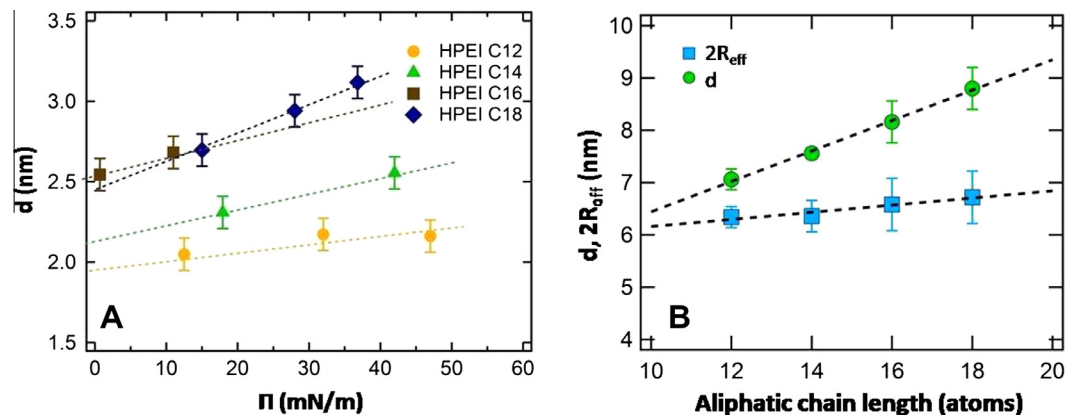 3.5
3.0
2.5
2.0
1.5
d (nm)
HPEI C12
HPEI C14
HPEI C16
HPEI C18
A
0 10 20 30 40 50 60
Π (mN/m)
10
9
8
7
6
5
4
d, 2Reff (nm)
2Reff
d
B
10 12 14 16 18 20
Aliphatic chain length (atoms)